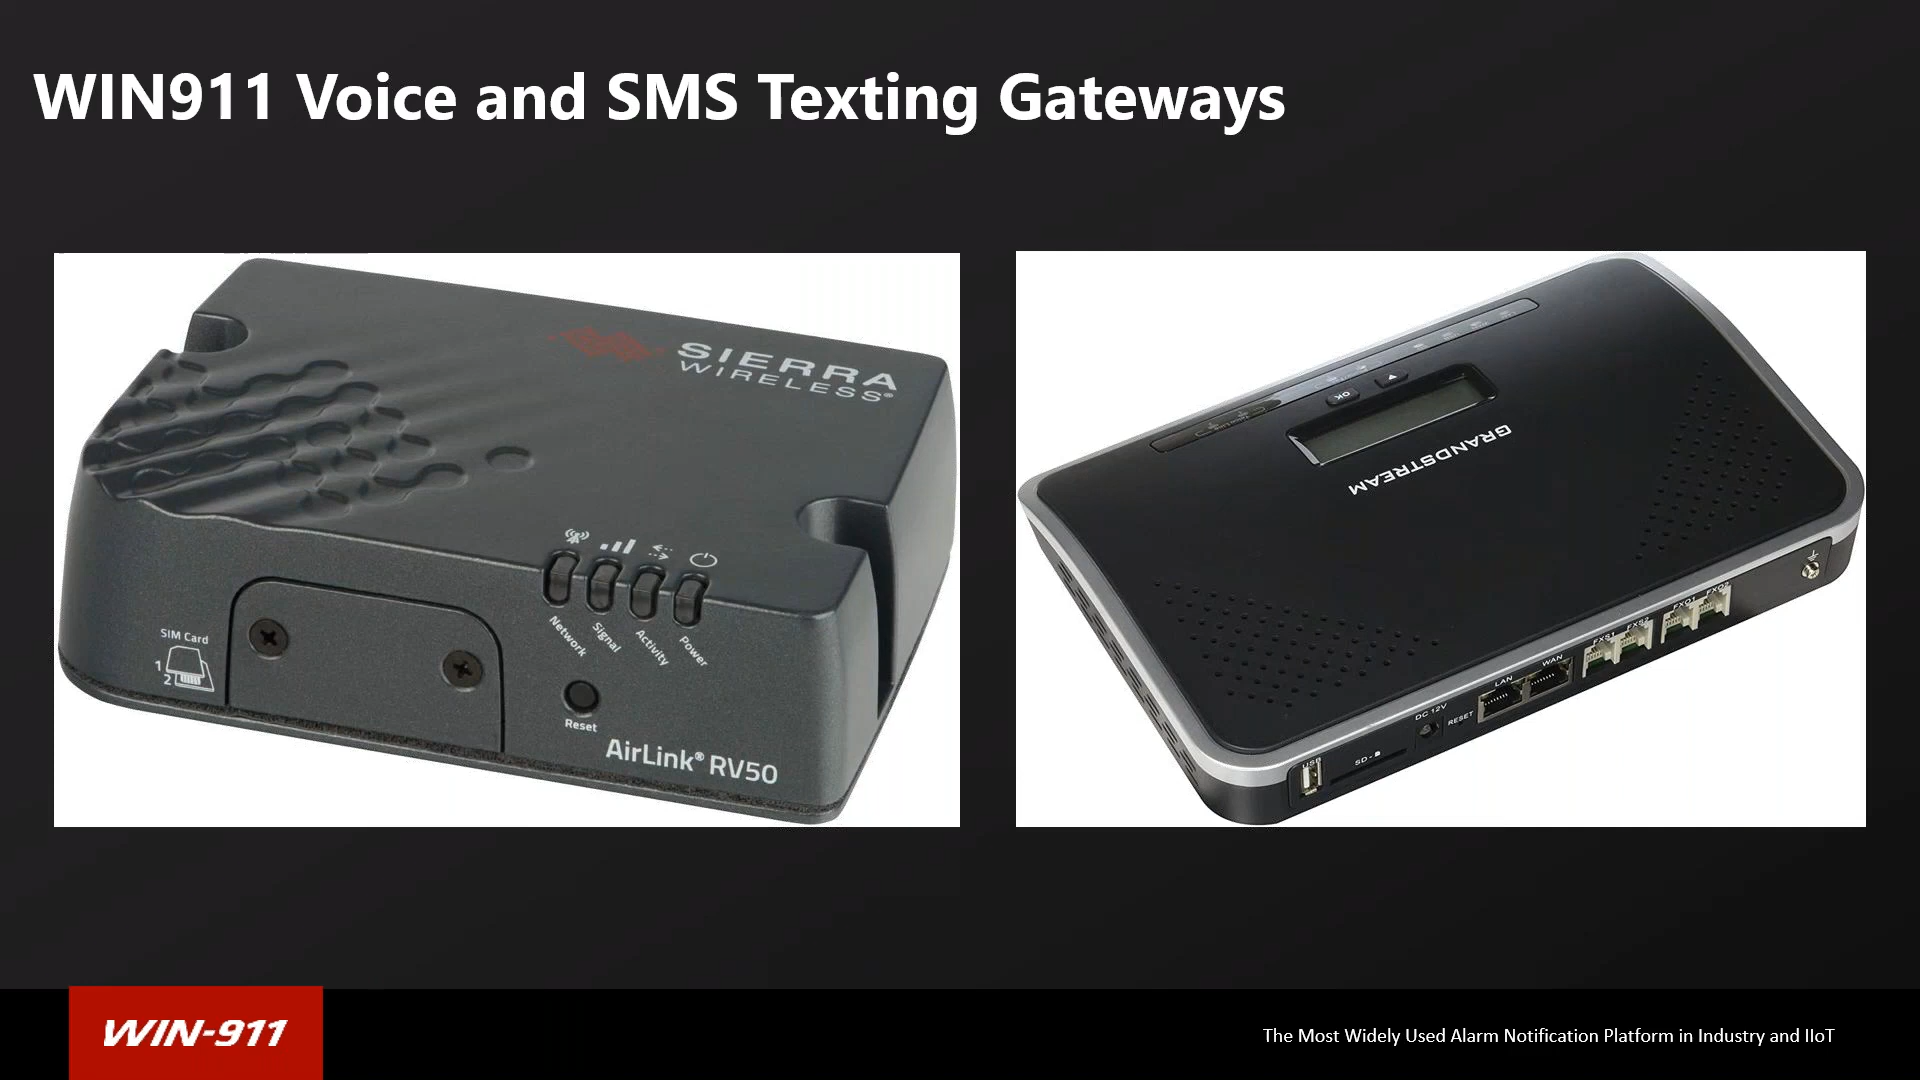 WIN911 Voice and SMS Texting Gateways
SIERRA
WIRELESS®
SIM Card
1
2
Network
Signal
Activity
Power
Reset
AirLink® RV50
OK
GRANDSTREAM
USB
SD
DC 12V
RESET
LAN
WAN
FXS1
FXS2
FXO1
FXO2
WIN-911
The Most Widely Used Alarm Notification Platform in Industry and IIoT